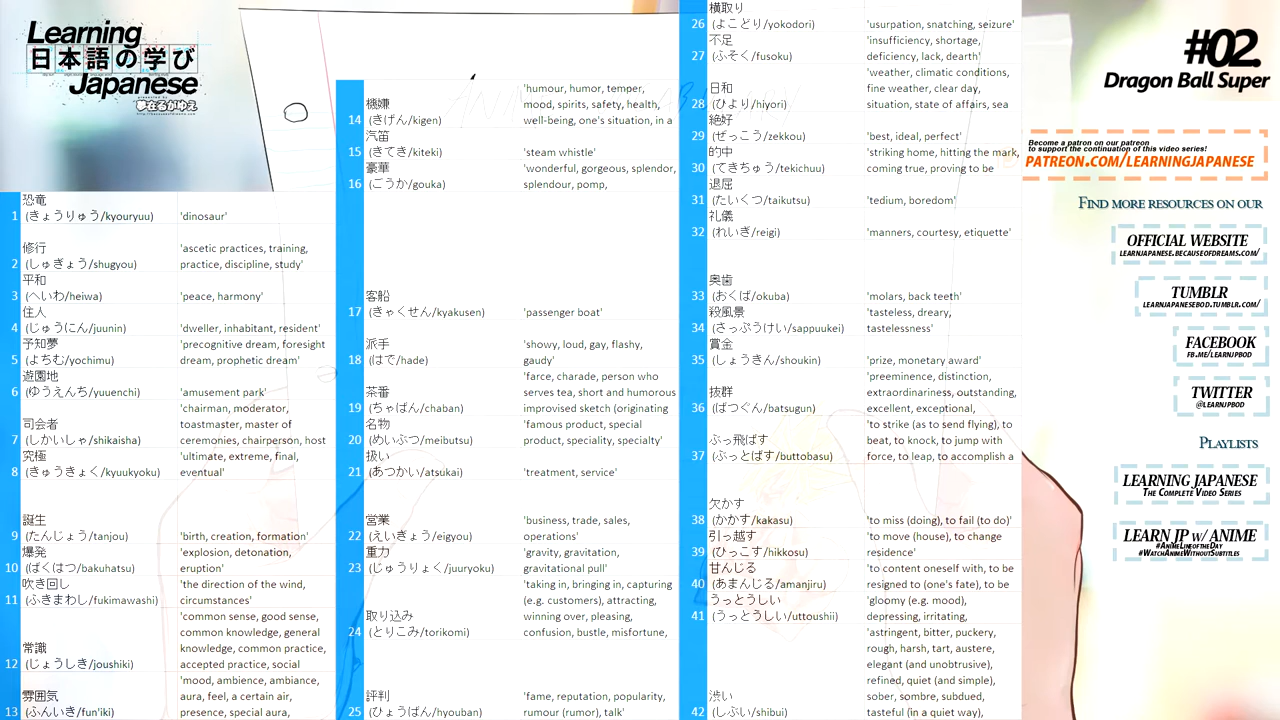 Learning
日本語の学び
Japanese
夢在るがゆえ
#02.
Dragon Ball Super
Become a patron on our patreon
to support the continuation of this video series!
PATREON.COM/LEARNINGJAPANESE
FIND MORE RESOURCES ON OUR
OFFICIAL WEBSITE
LEARNJAPANESE.BECAUSEOFDREAMS.COM/
TUMBLR
LEARNJAPANESEBOD.TUMBLR.COM/
FACEBOOK
FB.ME/LEARNJPBOD
TWITTER
@LEARNJPBOD
PLAYLISTS
LEARNING JAPANESE
THE COMPLETE VIDEO SERIES
LEARN JP W/ ANIME
#ANIMELINEOFTHEDAY
#WATCHANIMEWITHOUTSUBTITLES
恐竜
1 (きょうりゅう/kyouryuu) 'dinosaur'
修行 'ascetic practices, training,
2 (しゅぎょう/shugyou) practice, discipline, study'
平和
3 (へいわ/heiwa) 'peace, harmony'
住人
4 (じゅうにん/juunin) 'dweller, inhabitant, resident'
予知夢 'precognitive dream, foresight
5 (よちむ/yochimu) dream, prophetic dream'
遊園地
6 (ゆうえんち/yuuenchi) 'amusement park'
'chairman, moderator,
司会者 toastmaster, master of
7 (しかいしゃ/shikaisha) ceremonies, chairperson, host
究極 'ultimate, extreme, final,
8 (きゅうきょく/kyuukyoku) eventual'
誕生
9 (たんじょう/tanjou) 'birth, creation, formation'
爆発 'explosion, detonation,
10 (ばくはつ/bakuhatsu) eruption'
吹き回し 'the direction of the wind,
11 (ふきまわし/fukimawashi) circumstances'
'common sense, good sense,
common knowledge, general
常識 knowledge, common practice,
12 (じょうしき/joushiki) accepted practice, social
'mood, ambience, ambiance,
雰囲気 aura, feel, a certain air,
13 (ふんいき/fun'iki) presence, special aura,
'humour, humor, temper,
機嫌 mood, spirits, safety, health,
14 (きげん/kigen) well-being, one's situation, in a
汽笛
15 (きてき/kiteki) 'steam whistle'
豪華 'wonderful, gorgeous, splendor,
16 (ごうか/gouka) splendour, pomp,
客船
17 (きゃくせん/kyakusen) 'passenger boat'
派手 'showy, loud, gay, flashy,
18 (はで/hade) gaudy'
'farce, charade, person who
茶番 serves tea, short and humorous
19 (ちゃばん/chaban) improvised sketch (originating
名物 'famous product, special
20 (めいぶつ/meibutsu) product, speciality, specialty'
扱い
21 (あつかい/atsukai) 'treatment, service'
営業 'business, trade, sales,
22 (えいぎょう/eigyou) operations'
重力 'gravity, gravitation,
23 (じゅうりょく/juuryoku) gravitational pull'
'taking in, bringing in, capturing
(e.g. customers), attracting,
取り込み winning over, pleasing,
24 (とりこみ/torikomi) confusion, bustle, misfortune,
評判 'fame, reputation, popularity,
25 (ひょうばん/hyouban) rumour (rumor), talk'
横取り
26 (よこどり/yokodori) 'usurpation, snatching, seizure'
不足 'insufficiency, shortage,
27 (ふそく/fusoku) deficiency, lack, dearth'
'weather, climatic conditions,
日和 fine weather, clear day,
28 (ひより/hiyori) situation, state of affairs, sea
絶好
29 (ぜっこう/zekkou) 'best, ideal, perfect'
的中 'striking home, hitting the mark,
30 (てきちゅう/tekichuu) coming true, proving to be
退屈
31 (たいくつ/taikutsu) 'tedium, boredom'
礼儀
32 (れいぎ/reigi) 'manners, courtesy, etiquette'
奥歯
33 (おくば/okuba) 'molars, back teeth'
殺風景 'tasteless, dreary,
34 (さっぷうけい/sappuukei) tastelessness'
賞金
35 (しょうきん/shoukin) 'prize, monetary award'
'preeminence, distinction,
抜群 extraordinariness, outstanding,
36 (ばつぐん/batsugun) excellent, exceptional,
'to strike (as to send flying), to
ぶっ飛ばす beat, to knock, to jump with
37 (ぶっとばす/buttobasu) force, to leap, to accomplish a
欠かす
38 (かかす/kakasu) 'to miss (doing), to fail (to do)'
引っ越す 'to move (house), to change
39 (ひっこす/hikkosu) residence'
甘んじる 'to content oneself with, to be
40 (あまんじる/amanjiru) resigned to (one's fate), to be
うっとうしい 'gloomy (e.g. mood),
41 (うっとうしい/uttoushii) depressing, irritating,
'astringent, bitter, puckery,
rough, harsh, tart, austere,
elegant (and unobtrusive),
refined, quiet (and simple),
渋い sober, sombre, subdued,
42 (しぶい/shibui) tasteful (in a quiet way),